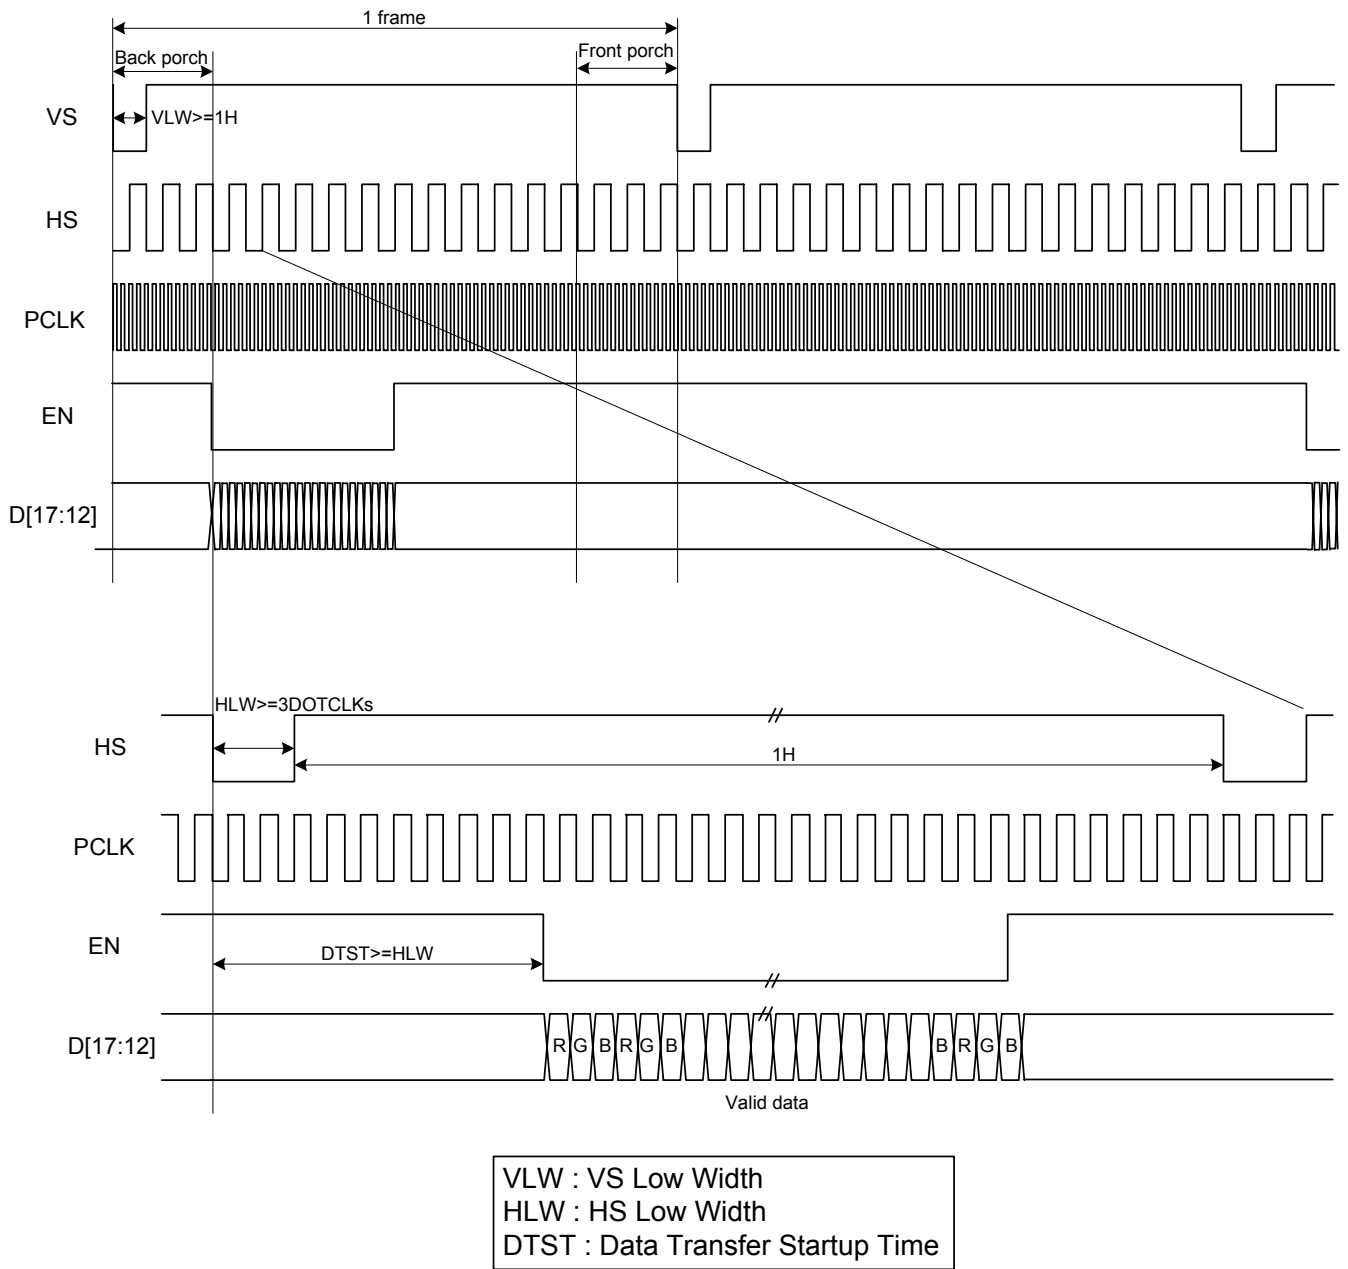 1 frame
Back porch
Front porch
VS
VLW>=1H
HS
PCLK
EN
D[17:12]
HLW>=3DOTCLKs
HS
1H
PCLK
EN
DTST>=HLW
D[17:12]
R G B R G B B R G B
Valid data
VLW : VS Low Width
HLW : HS Low Width
DTST : Data Transfer Startup Time